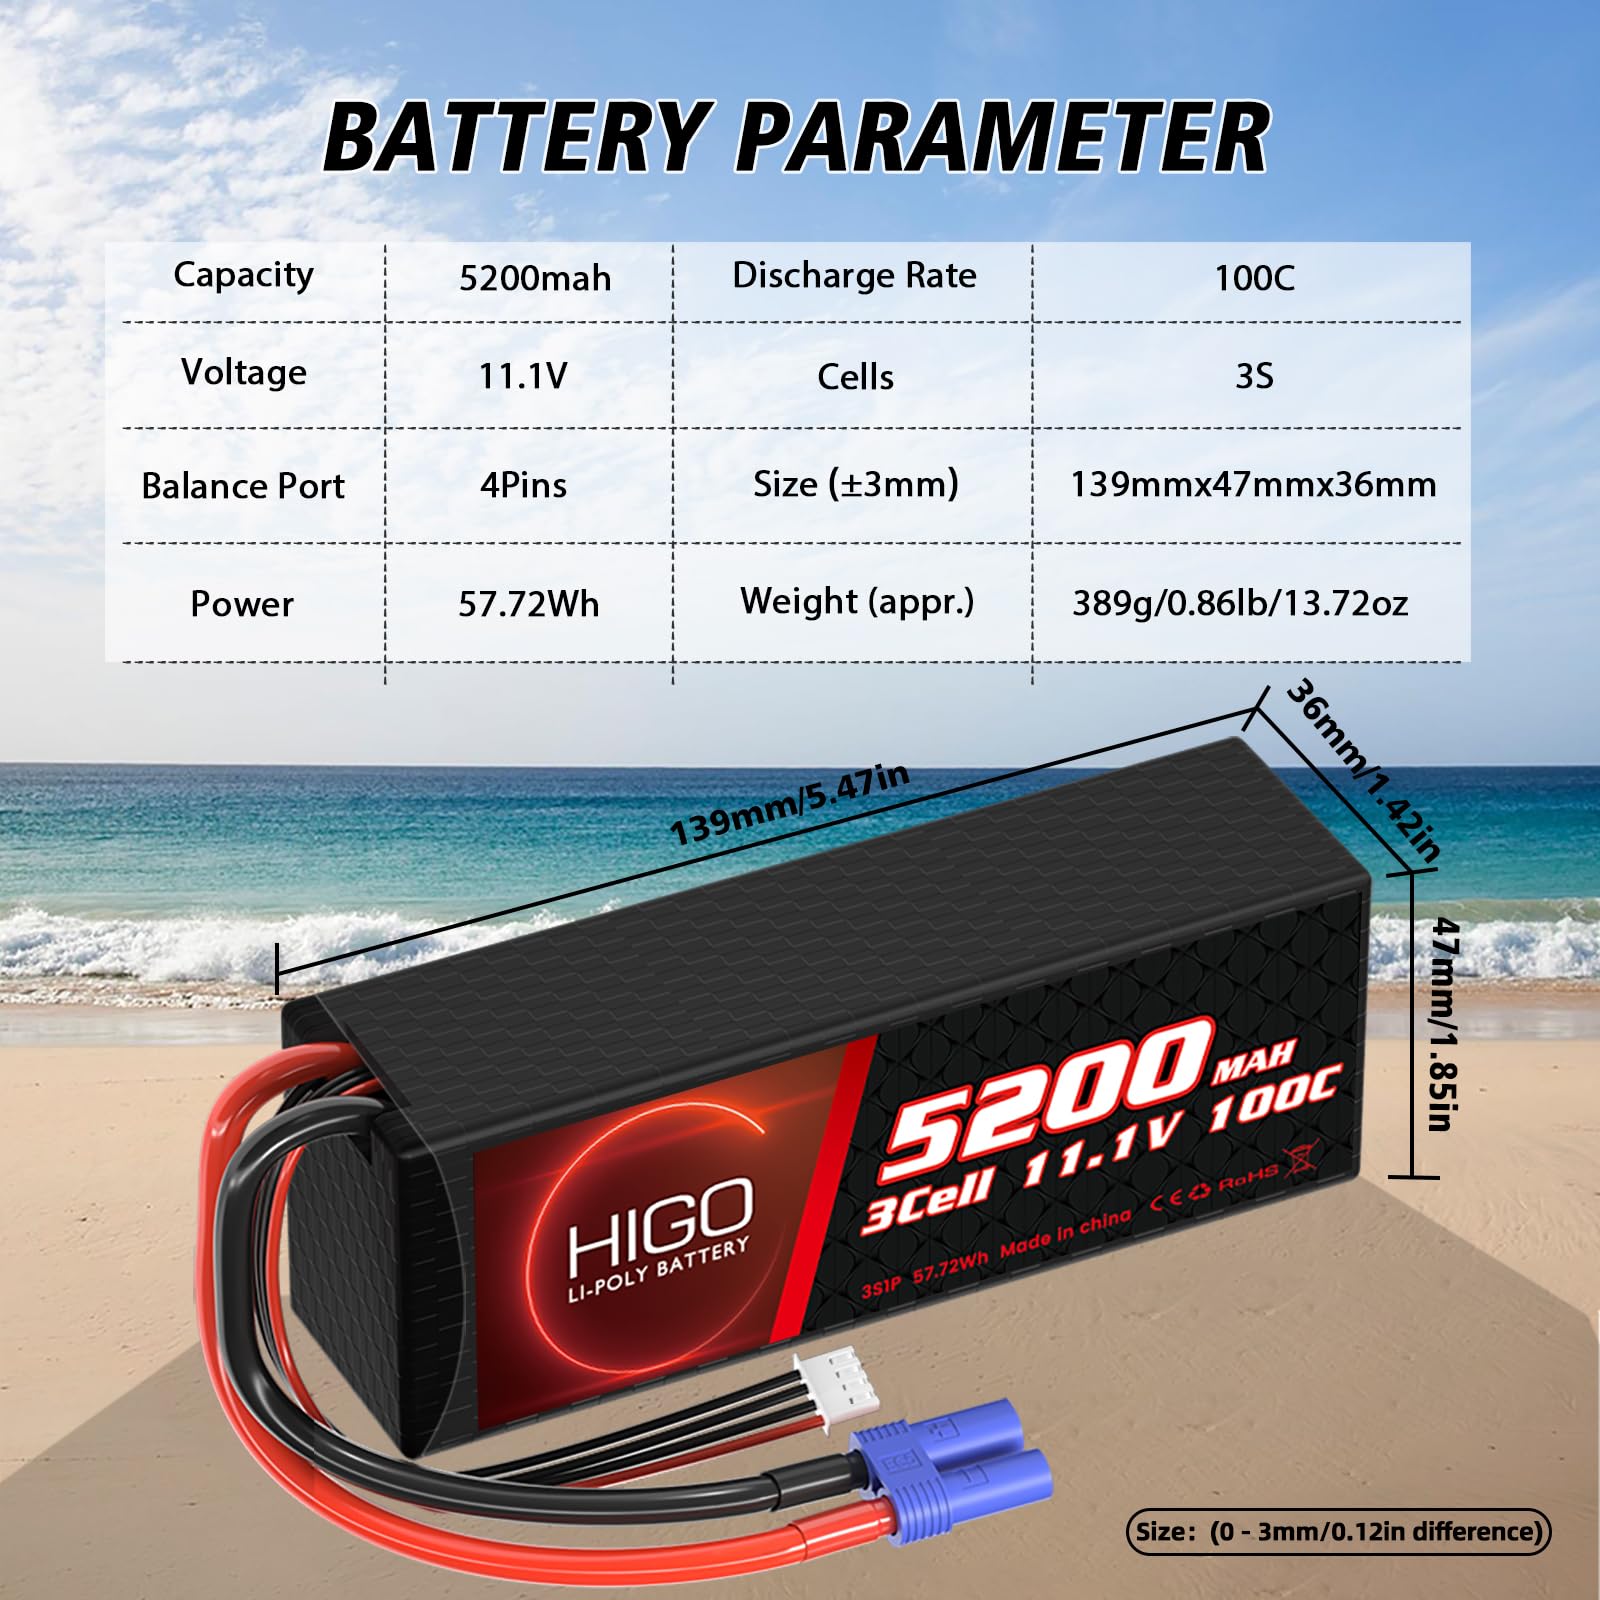 BATTERY PARAMETER
Capacity 5200mah Discharge Rate 100C
Voltage 11.1V Cells 3S
Balance Port 4Pins Size (±3mm) 139mmx47mmx36mm
Power 57.72Wh Weight (appr.) 389g/0.86lb/13.72oz
36mm/1.42in
139mm/5.47in
47mm/1.85in
5200 MAH
3Cell 11.1V 100C
CE RoHS
3S1P 57.72Wh Made in china
HIGO
LI-POLY BATTERY
EC5
Size: (0 - 3mm/0.12in difference)